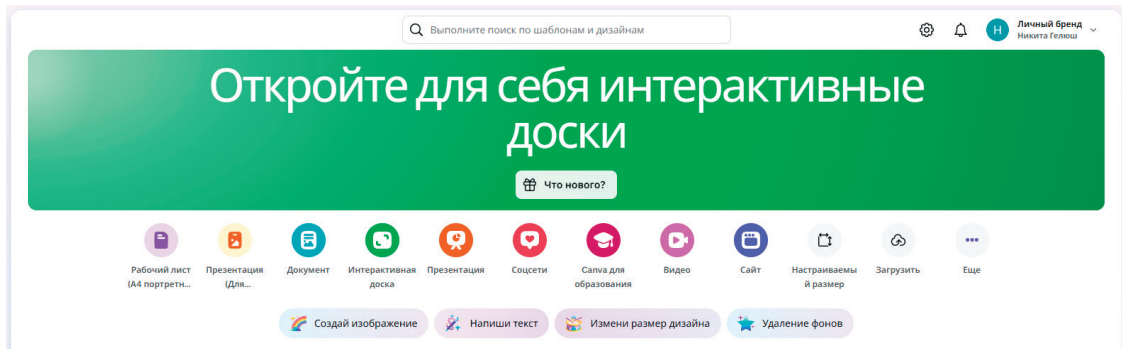 Выполните поиск по шаблонам и дизайнам
Н
Личный бренд
Никита Гелюш
Откройте для себя интерактивные
доски
Что нового?
Рабочий лист
(A4 портретн...
Презентация
(Для...
Документ
Интерактивная
доска
Презентация
Соцсети
Canva для
образования
Видео
Сайт
Настраиваемы
й размер
Загрузить
Еще
Создай изображение
Напиши текст
Измени размер дизайна
Удаление фонов